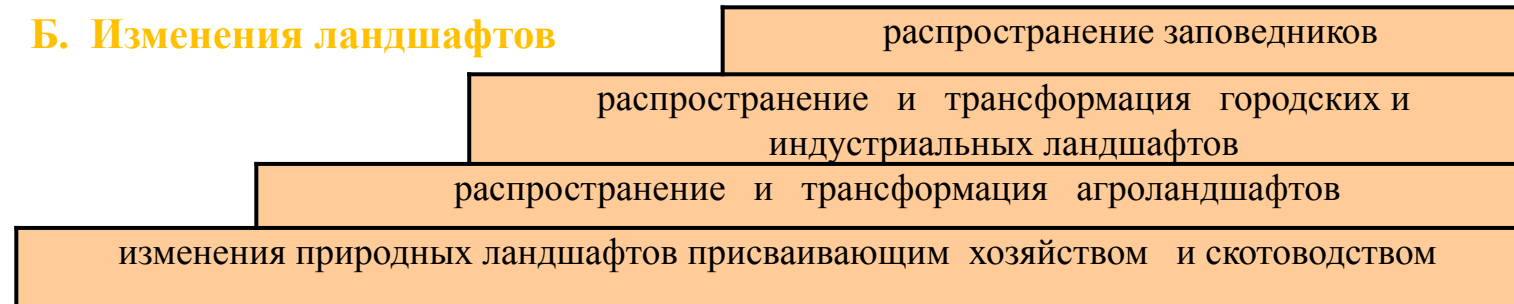 Б. Изменения ландшафтов
распространение заповедников
распространение и трансформация городских и
индустриальных ландшафтов
распространение и трансформация агроландшафтов
изменения природных ландшафтов присваивающим хозяйством и скотоводством